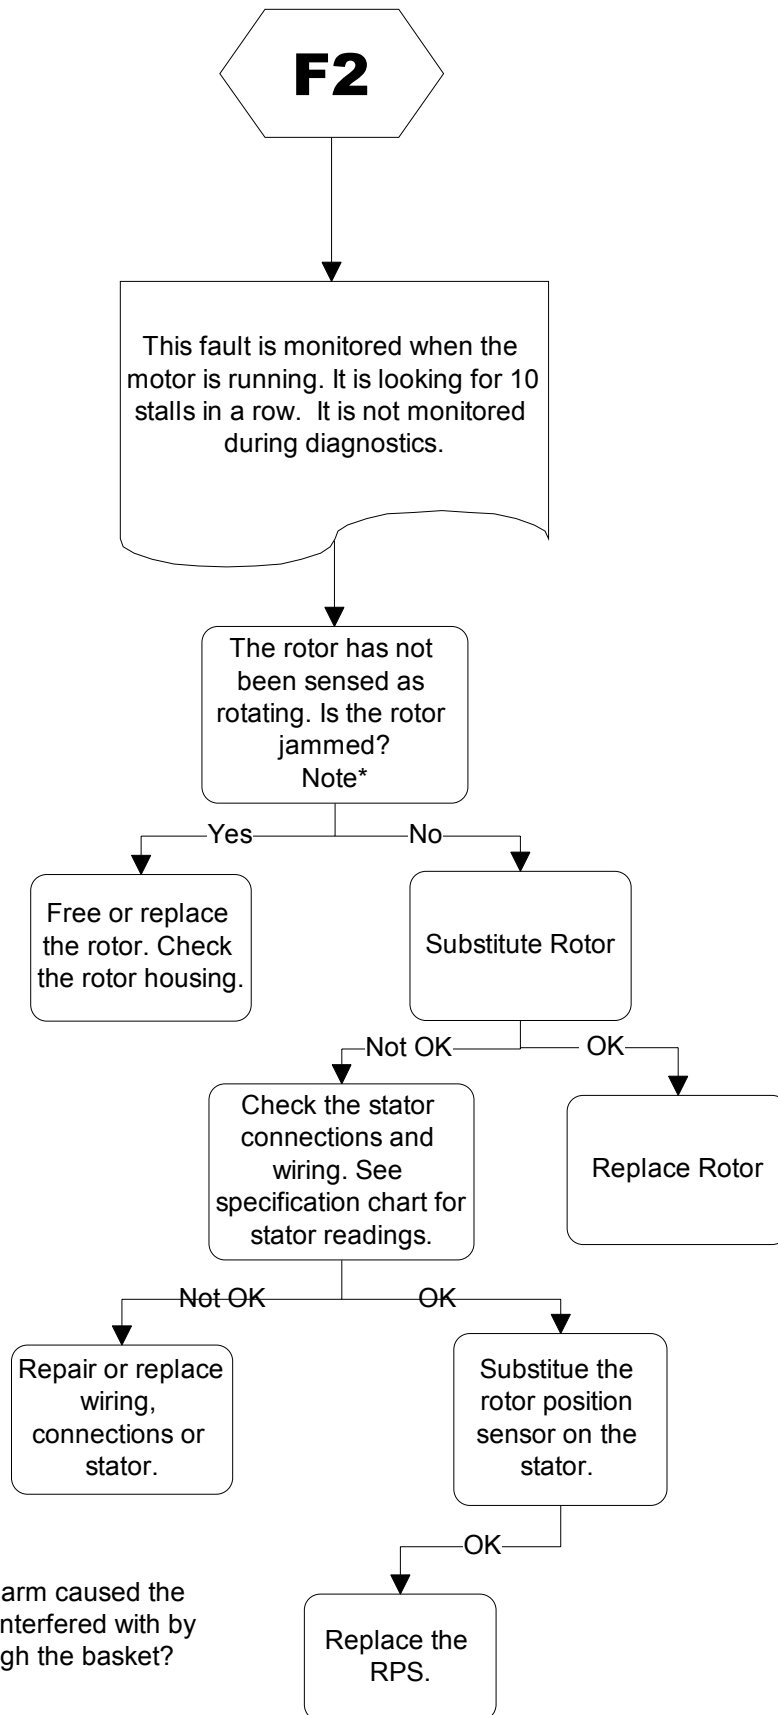 F2
This fault is monitored when the
motor is running. It is looking for 10
stalls in a row.  It is not monitored
during diagnostics.
The rotor has not
been sensed as
rotating. Is the rotor
jammed?
Note*
Yes
No
Free or replace
the rotor. Check
the rotor housing.
Substitute Rotor
Not OK
OK
Check the stator
connections and
wiring. See
specification chart for
stator readings.
Replace Rotor
Not OK
OK
Repair or replace
wiring,
connections or
stator.
Substitue the
rotor position
sensor on the
stator.
OK
arm caused the
interfered with by
the basket?
Replace the
RPS.